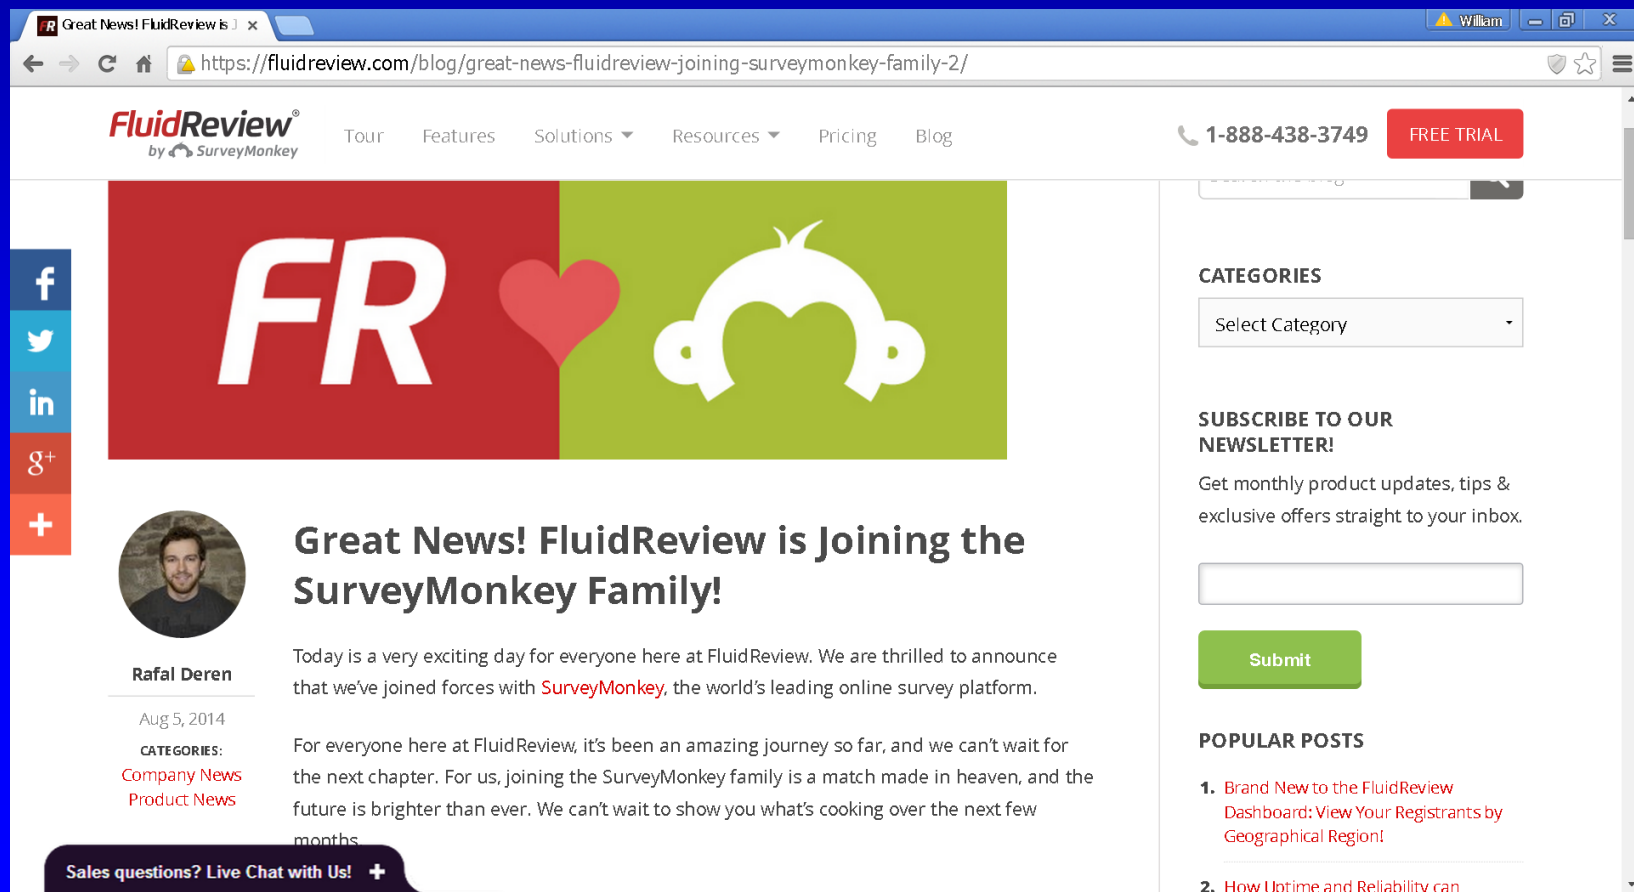 FR Great News! FluidReview is J
William
https://fluidreview.com/blog/great-news-fluidreview-joining-surveymonkey-family-2/
FluidReview®
by SurveyMonkey
Tour Features Solutions Resources Pricing Blog
1-888-438-3749
FREE TRIAL
FR
f
in
g+
Great News! FluidReview is Joining the
SurveyMonkey Family!
Rafal Deren
Aug 5, 2014
CATEGORIES:
Company News
Product News
Today is a very exciting day for everyone here at FluidReview. We are thrilled to announce
that we've joined forces with SurveyMonkey, the world's leading online survey platform.
For everyone here at FluidReview, it's been an amazing journey so far, and we can't wait for
the next chapter. For us, joining the SurveyMonkey family is a match made in heaven, and the
future is brighter than ever. We can't wait to show you what's cooking over the next few
months.
Sales questions? Live Chat with Us! +
CATEGORIES
Select Category
SUBSCRIBE TO OUR
NEWSLETTER!
Get monthly product updates, tips &
exclusive offers straight to your inbox.
Submit
POPULAR POSTS
1. Brand New to the FluidReview
Dashboard: View Your Registrants by
Geographical Region!
2. How Uptime and Reliability can